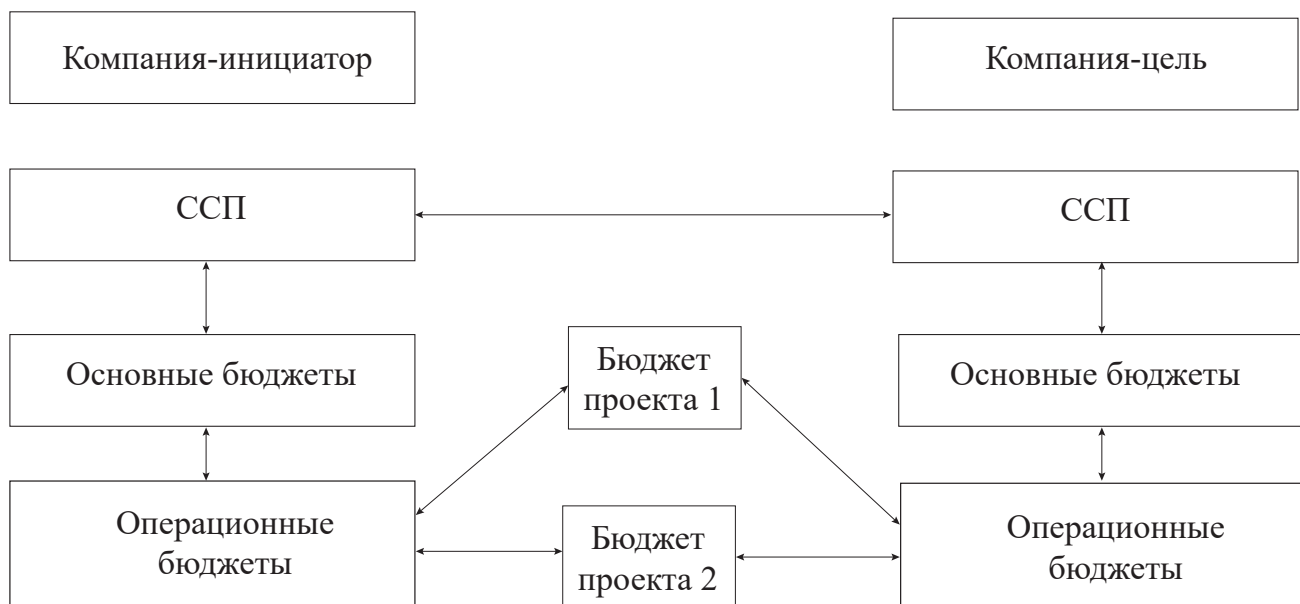 Компания-инициатор
Компания-цель
ССП
ССП
Основные бюджеты
Бюджет
проекта 1
Основные бюджеты
Операционные
бюджеты
Бюджет
проекта 2
Операционные
бюджеты